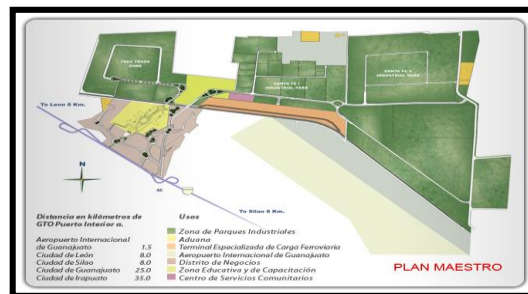 FREE TRADE
ZONE
SANTA FE I
INDUSTRIAL PARK
SANTA FE II
INDUSTRIAL PARK
To Leon 8 Km.
N
45
To Silao 8 Km.
Distancia en kilómetros de
GTO Puerto Interior a.
Aeropuerto Internacional
de Guanajuato 1.5
Ciudad de León 8.0
Ciudad de Silao 8.0
Ciudad de Guanajuato 25.0
Ciudad de Irapuato 35.0
Usos
Zona de Parques Industriales
Aduana
Terminal Especializada de Carga Ferroviaria
Aeropuerto Internacional de Guanajuato
Distrito de Negocios
Zona Educativa y de Capacitación
Centro de Servicios Comunitarios
PLAN MAESTRO